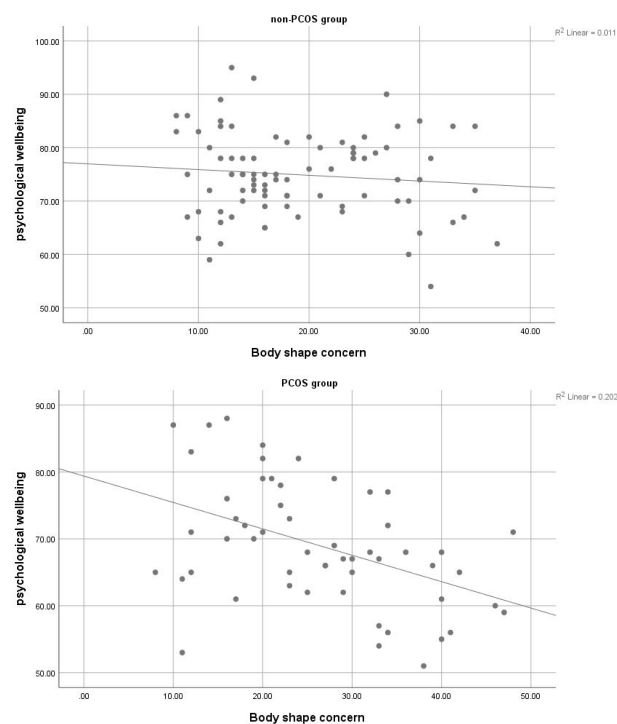 non-PCOS group
R² Linear = 0.011
100.00
90.00
80.00
70.00
60.00
50.00
psychological wellbeing
.00 10.00 20.00 30.00 40.00
Body shape concern
PCOS group
R² Linear = 0.202
90.00
80.00
70.00
60.00
50.00
psychological wellbeing
.00 10.00 20.00 30.00 40.00 50.00
Body shape concern